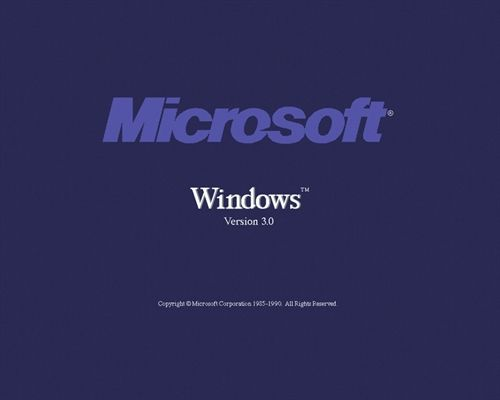 Microsoft®
Windows™
Version 3.0
Copyright © Microsoft Corporation 1985-1990. All Rights Reserved.